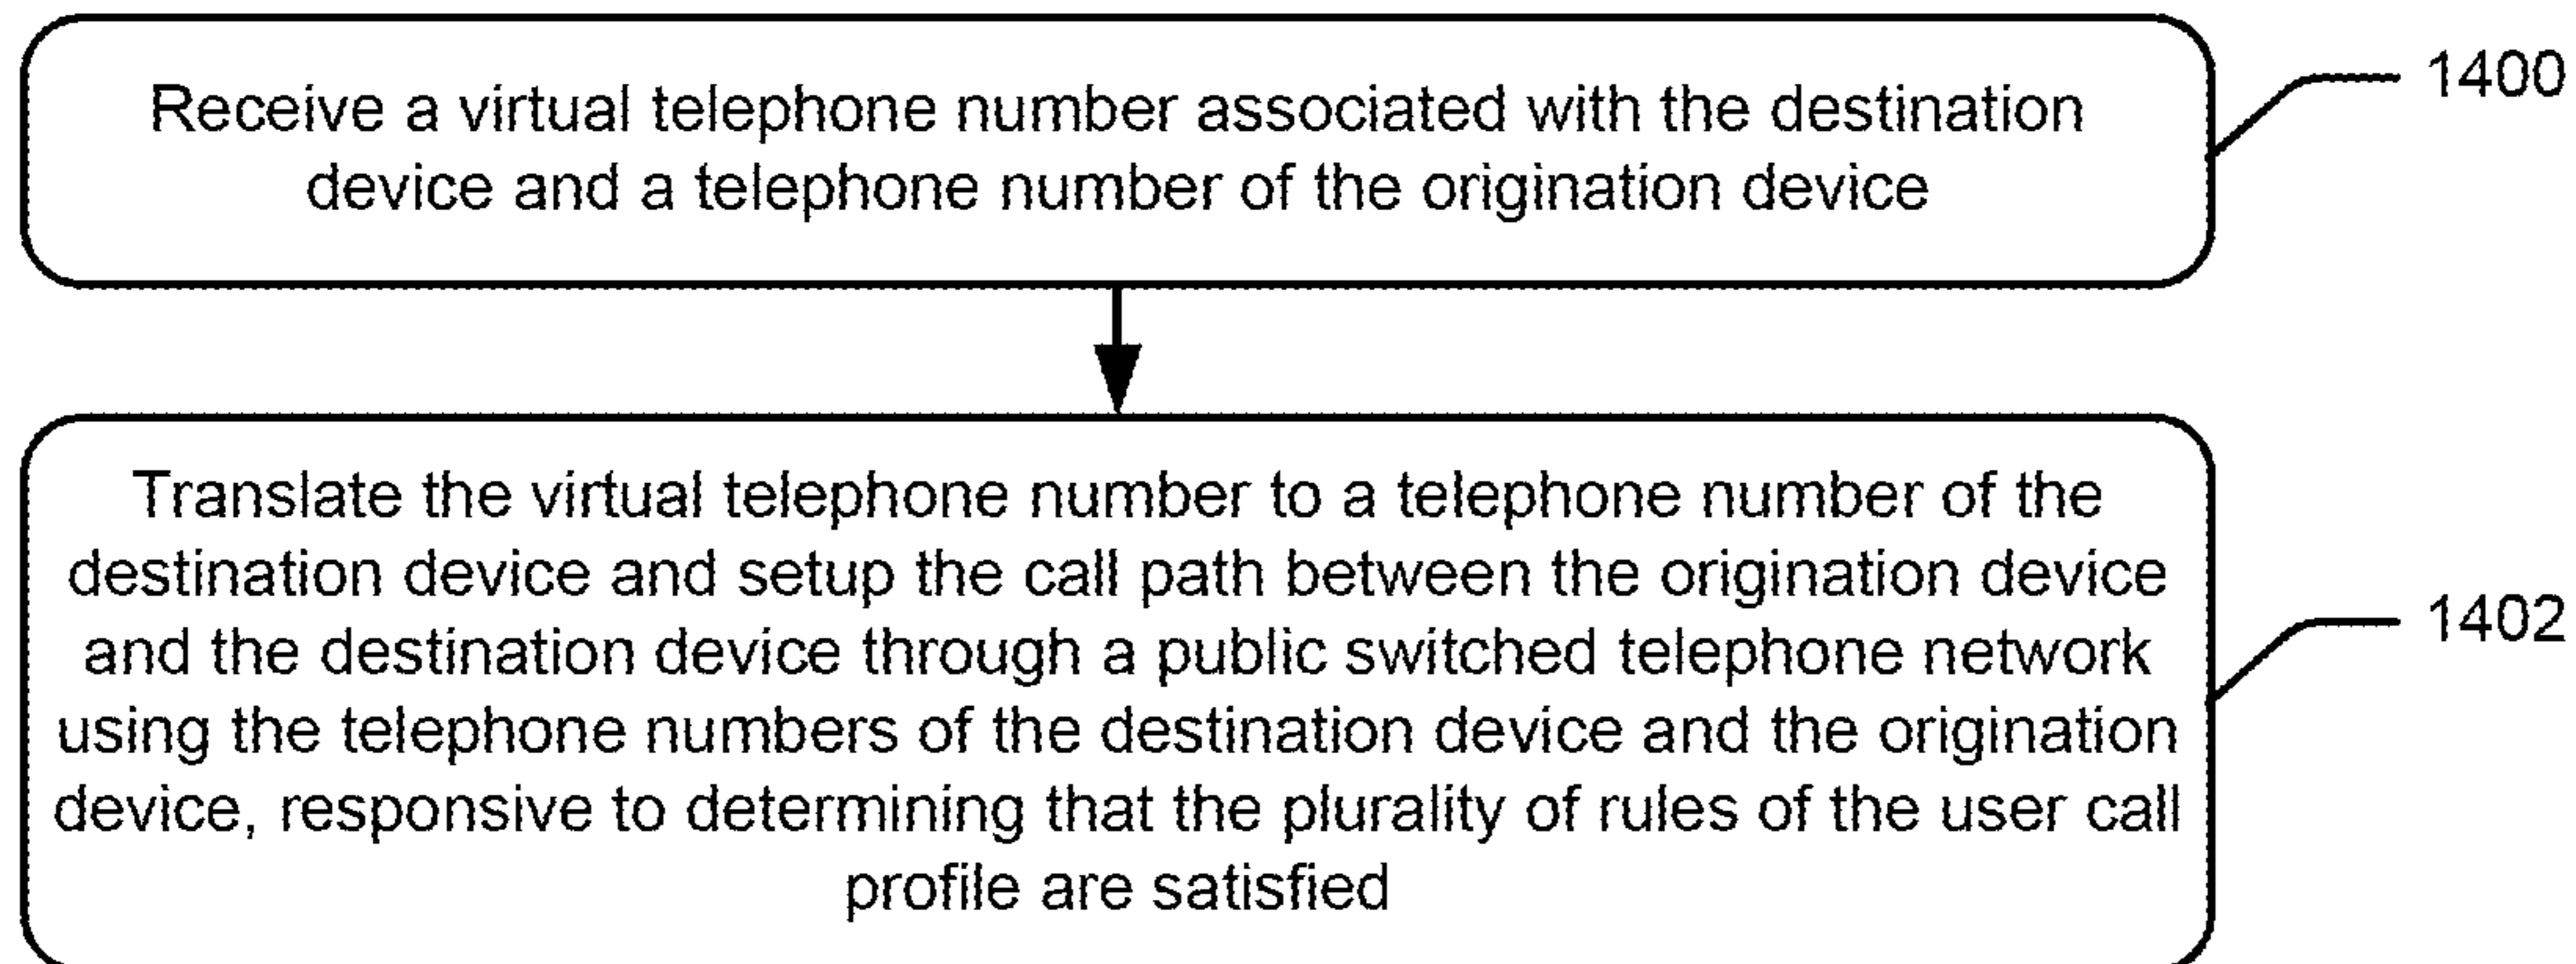 Receive a virtual telephone number associated with the destination
device and a telephone number of the origination device
1400
Translate the virtual telephone number to a telephone number of the
destination device and setup the call path between the origination device
and the destination device through a public switched telephone network
using the telephone numbers of the destination device and the origination
device, responsive to determining that the plurality of rules of the user call
profile are satisfied
1402